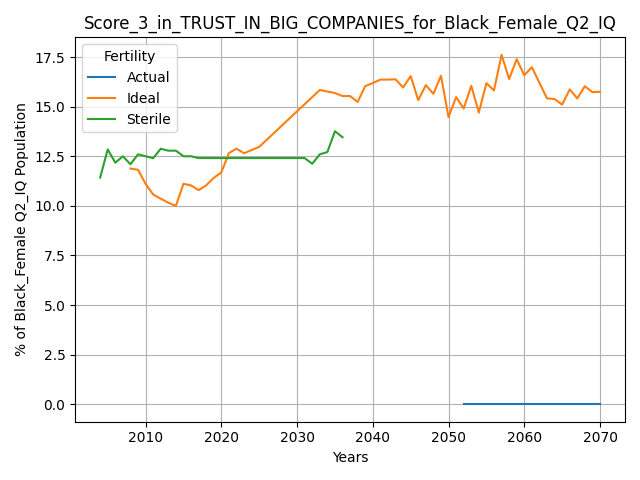 Score_3_in_TRUST_IN_BIG_COMPANIES_for_Black_Female_Q2_IQ
Fertility
Actual
Ideal
Sterile
% of Black_Female Q2_IQ Population
17.5
15.0
12.5
10.0
7.5
5.0
2.5
0.0
2010 2020 2030 2040 2050 2060 2070
Years